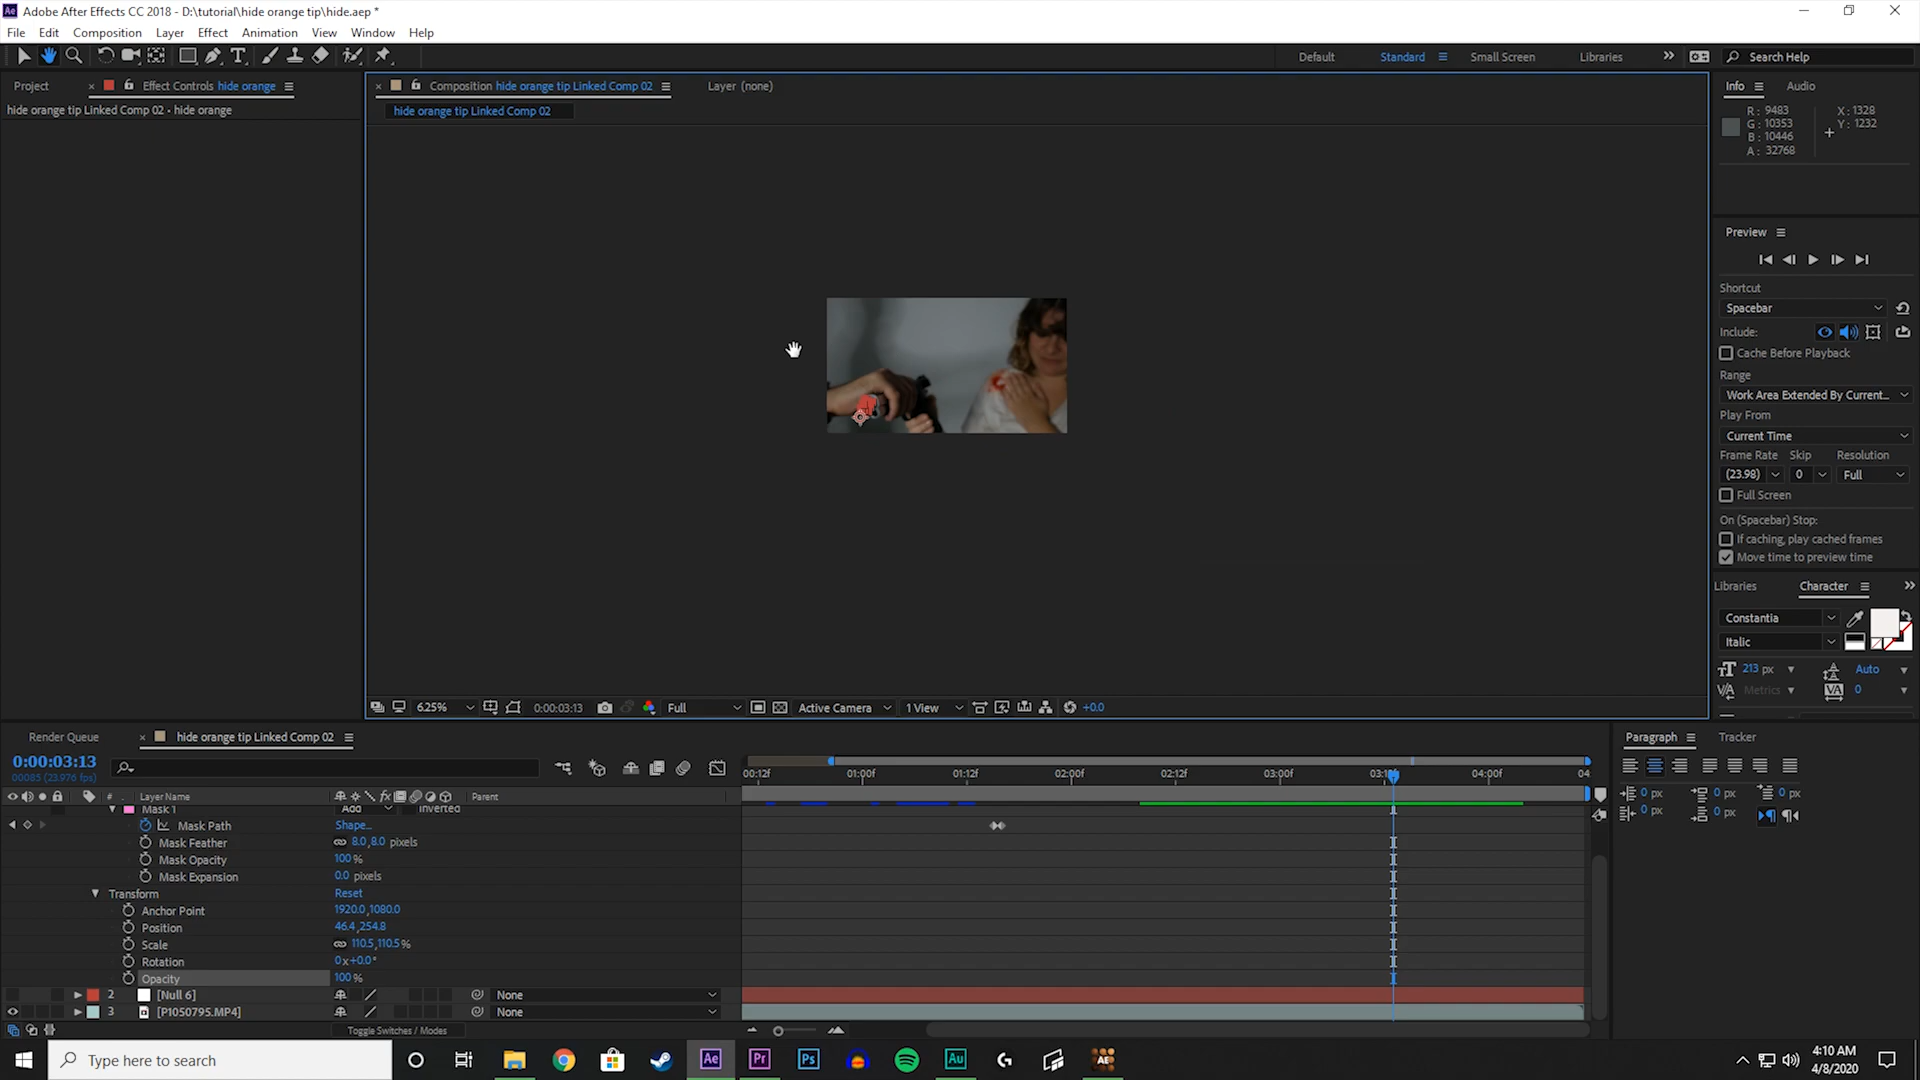 Adobe After Effects CC 2018 - D:\tutorial\hide orange tip\hide.aep *
File Edit Composition Layer Effect Animation View Window Help
Default Standard Small Screen Libraries Search Help
Project Effect Controls hide orange
hide orange tip Linked Comp 02 • hide orange
Composition hide orange tip Linked Comp 02 Layer (none)
hide orange tip Linked Comp 02
Info Audio
R: 9483
G: 10353
B: 10446
A: 32768
X: 1328
Y: 1232
Preview
Shortcut
Spacebar
Include:
Cache Before Playback
Range
Work Area Extended By Current...
Play From
Current Time
Frame Rate Skip Resolution
(23.98) 0 Full
Full Screen
On (Spacebar) Stop:
If caching, play cached frames
Move time to preview time
Libraries Character
Constantia
Italic
213 px Auto
Metrics 0
6.25% 0:00:03:13 Full Active Camera 1 View +0.0
Render Queue hide orange tip Linked Comp 02
0:00:03:13
00085 (23.976 fps)
00:12f 01:00f 01:12f 02:00f 02:12f 03:00f 04:00f 04
# Layer Name Parent
Mask 1 Add Inverted
Mask Path Shape...
Mask Feather 8.0,8.0 pixels
Mask Opacity 100%
Mask Expansion 0.0 pixels
Transform Reset
Anchor Point 1920.0,1080.0
Position 46.4,254.8
Scale 110.5,110.5%
Rotation 0x+0.0°
Opacity 100%
2 [Null 6] None
3 [P1050795.MP4] None
Toggle Switches / Modes
Paragraph Tracker
0 px 0 px 0 px
0 px 0 px
Type here to search
Ae Pr Ps Au AE
4:10 AM
4/8/2020